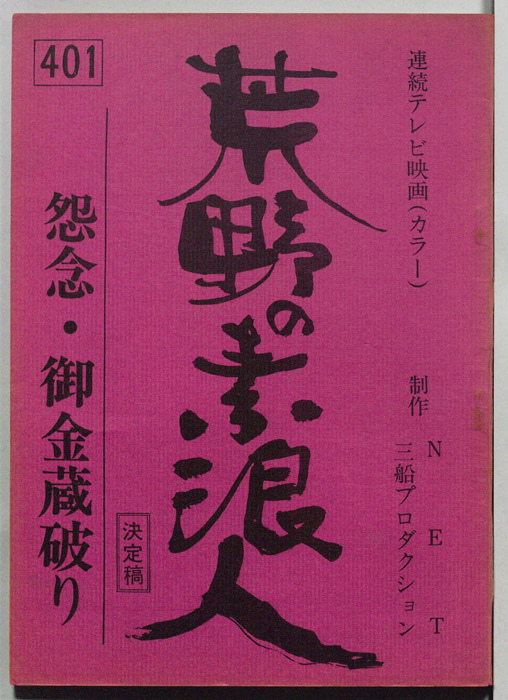 連続テレビ映画(カラー)
制作 NET
三船プロダクション
荒野の素浪人
決定稿
401
怨念・御金蔵破り